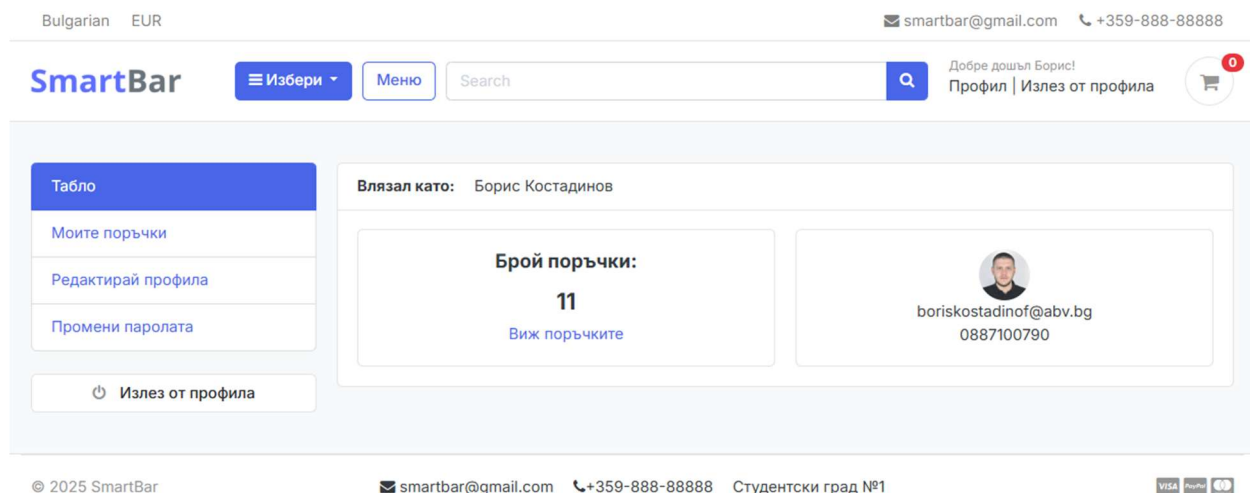 Bulgarian EUR smartbar@gmail.com +359-888-88888
Добре дошъл Борис!
SmartBar Избери Меню Search Профил | Излез от профила 0
Табло
Моите поръчки
Редактирай профила
Промени паролата
Излез от профила
Влязал като: Борис Костадинов
Брой поръчки:
11
Виж поръчките
boriskostadinof@abv.bg
0887100790
© 2025 SmartBar smartbar@gmail.com +359-888-88888 Студентски град №1 VISA PayPal